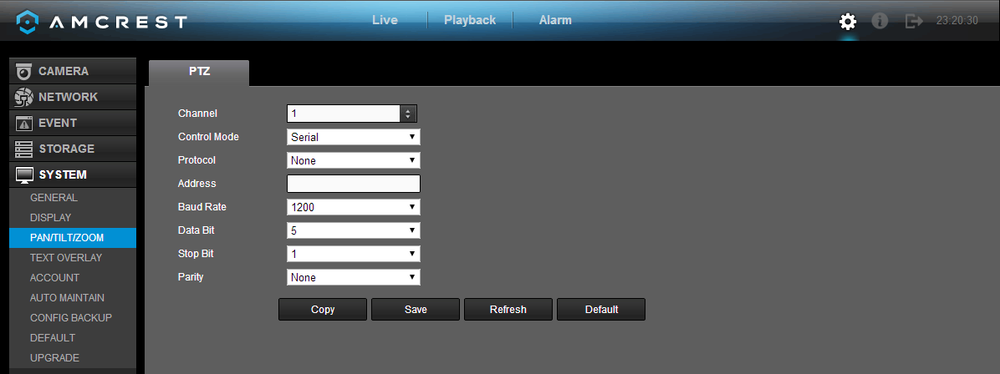 AMCREST
Live Playback Alarm 23:20:30
CAMERA
NETWORK
EVENT
STORAGE
SYSTEM
GENERAL
DISPLAY
PAN/TILT/ZOOM
TEXT OVERLAY
ACCOUNT
AUTO MAINTAIN
CONFIG BACKUP
DEFAULT
UPGRADE
PTZ
Channel 1
Control Mode Serial
Protocol None
Address
Baud Rate 1200
Data Bit 5
Stop Bit 1
Parity None
Copy Save Refresh Default